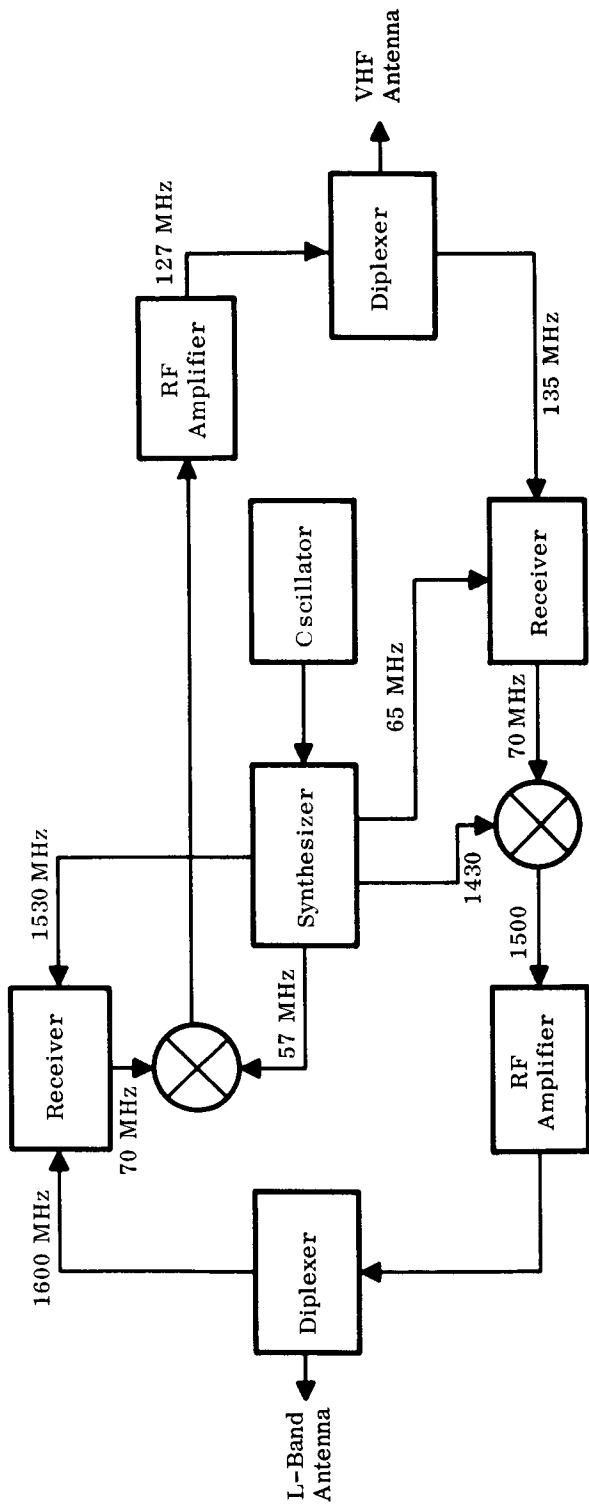 1600 MHz
Receiver
1530 MHz
70 MHz
127 MHz
RF
Amplifier
VHF
Antenna
Diplexer
57 MHz
Synthesizer
Oscillator
65 MHz
L-Band
Antenna
Diplexer
1430
135 MHz
RF
Amplifier
1500
70 MHz
Receiver